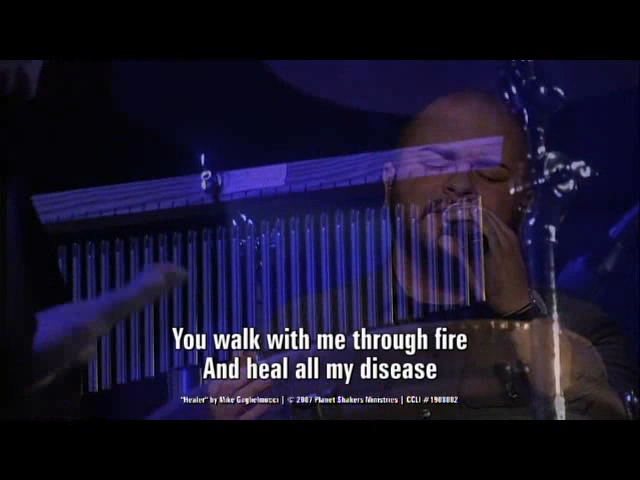 You walk with me through fire
And heal all my disease
"Healer" by Mike Guglielmucci | © 2007 Planet Shakers Ministries | CCLI #1908002